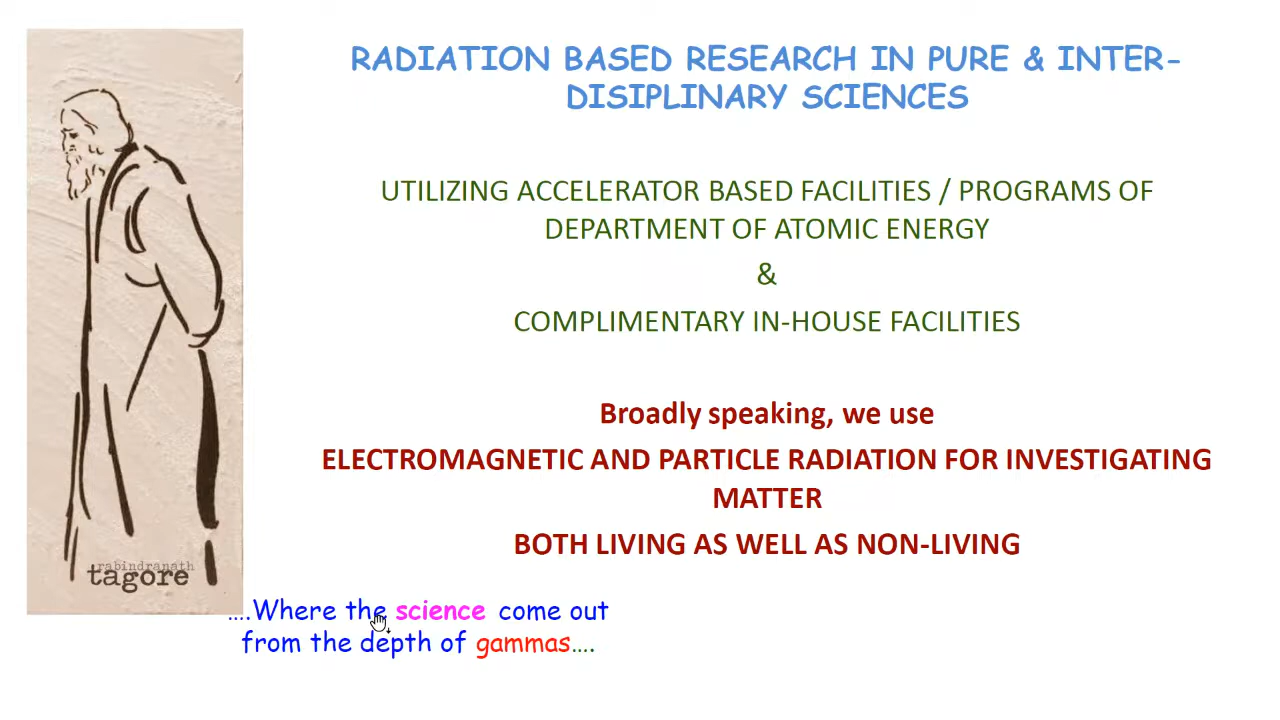 RADIATION BASED RESEARCH IN PURE & INTER-
DISIPLINARY SCIENCES
UTILIZING ACCELERATOR BASED FACILITIES / PROGRAMS OF
DEPARTMENT OF ATOMIC ENERGY
&
COMPLIMENTARY IN-HOUSE FACILITIES
Broadly speaking, we use
ELECTROMAGNETIC AND PARTICLE RADIATION FOR INVESTIGATING
MATTER
BOTH LIVING AS WELL AS NON-LIVING
rabindranath
tagore
....Where the science come out
from the depth of gammas....